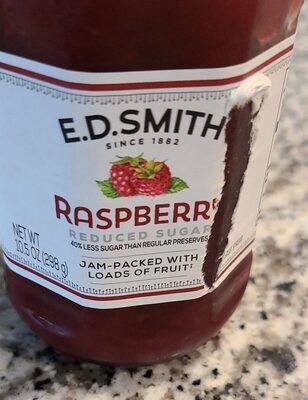 E.D.SMITH
SINCE 1882
RASPBERR
REDUCED SUGAR
40% LESS SUGAR THAN REGULAR PRESERVES
JAM-PACKED WITH
LOADS OF FRUIT‡
NET WT
10.5 OZ (298 g)